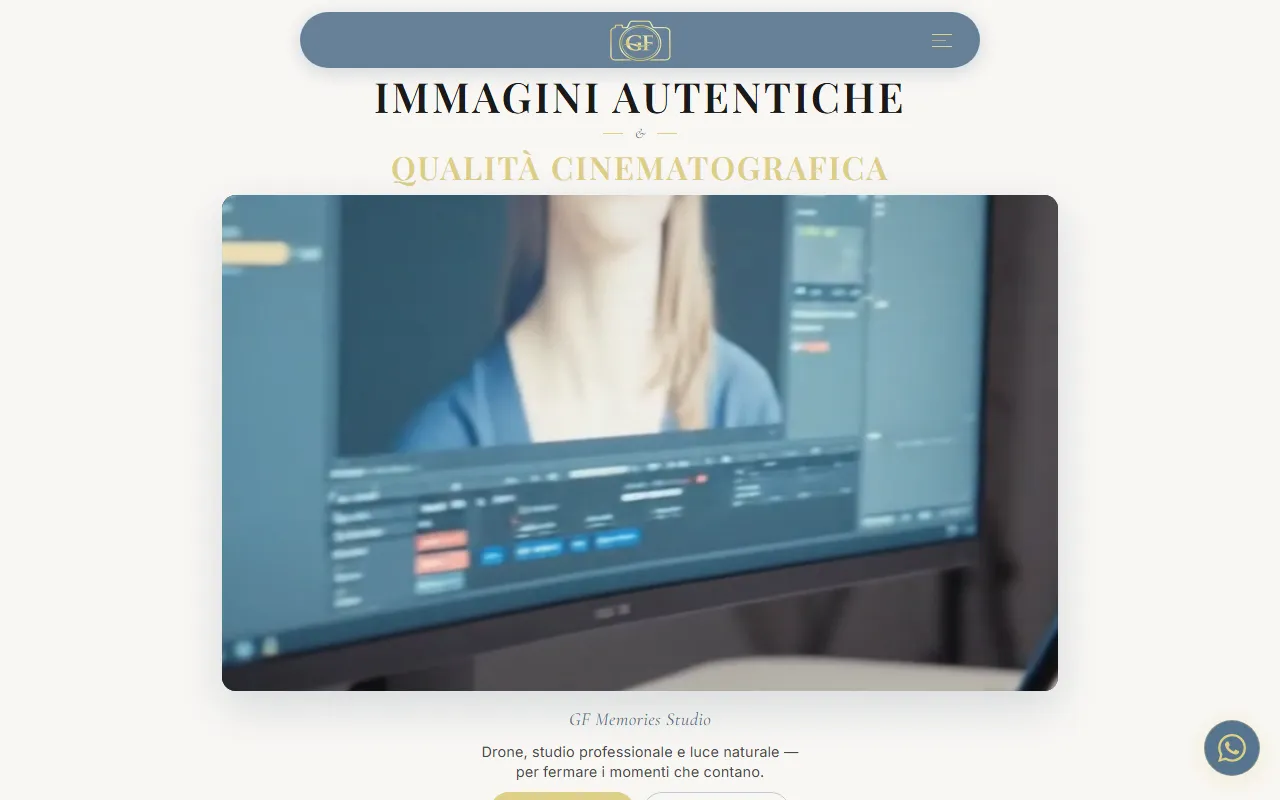 GF
IMMAGINI AUTENTICHE
&
QUALITÀ CINEMATOGRAFICA
GF Memories Studio
Drone, studio professionale e luce naturale —
per fermare i momenti che contano.